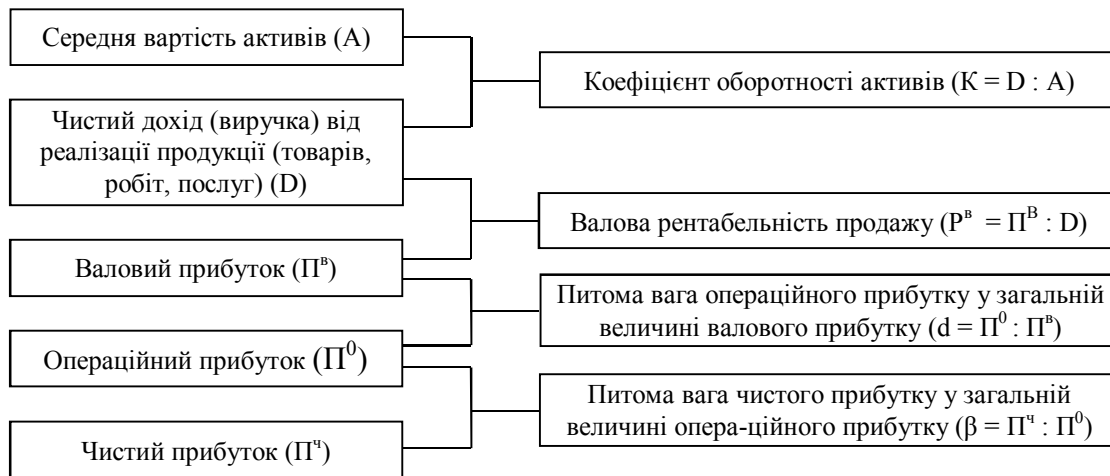 Середня вартість активів (А)
Чистий дохід (виручка) від
реалізації продукції (товарів,
робіт, послуг) (D)
Валовий прибуток (Пᵛ)
Операційний прибуток (П⁰)
Чистий прибуток (Пч)
Коефіцієнт оборотності активів (К = D : А)
Валова рентабельність продажу (Рв = ПВ : D)
Питома вага операційного прибутку у загальній
величині валового прибутку (d = П⁰ : Пв)
Питома вага чистого прибутку у загальній
величині опера-ційного прибутку (β = Пч : П⁰)